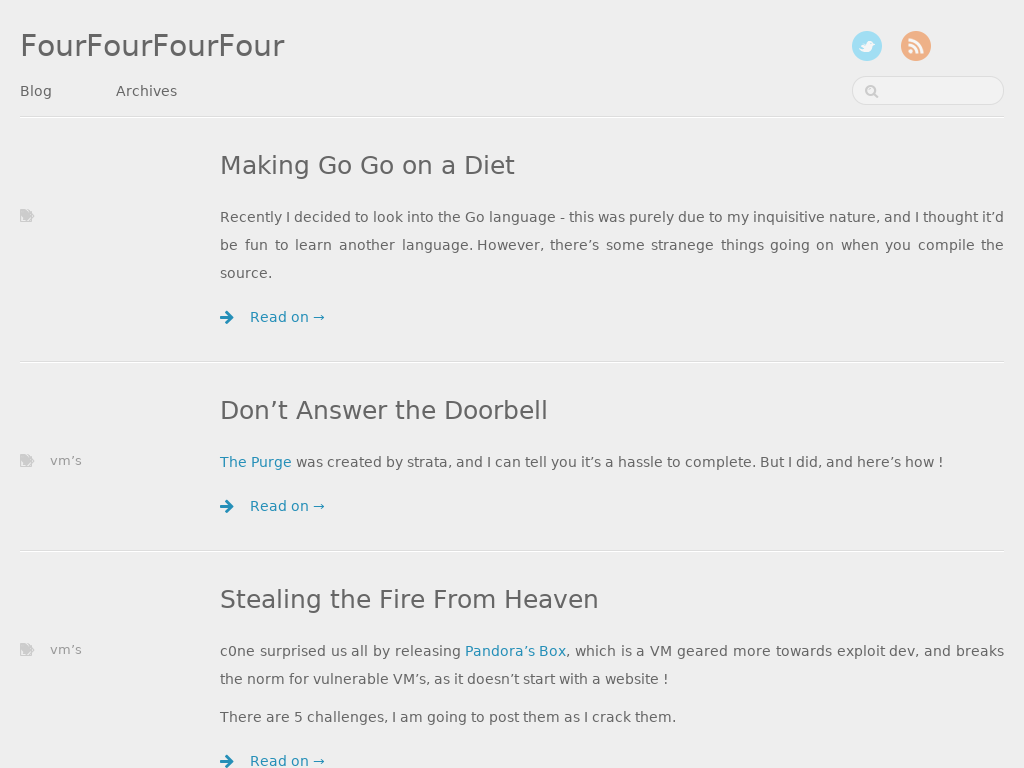 FourFourFourFour
Blog
Archives
Making Go Go on a Diet
Recently I decided to look into the Go language - this was purely due to my inquisitive nature, and I thought it’d
be fun to learn another language. However, there’s some stranege things going on when you compile the
source.
Read on →
Don’t Answer the Doorbell
vm’s
The Purge was created by strata, and I can tell you it’s a hassle to complete. But I did, and here’s how !
Read on →
Stealing the Fire From Heaven
vm’s
c0ne surprised us all by releasing Pandora’s Box, which is a VM geared more towards exploit dev, and breaks
the norm for vulnerable VM’s, as it doesn’t start with a website !
There are 5 challenges, I am going to post them as I crack them.
Read on →